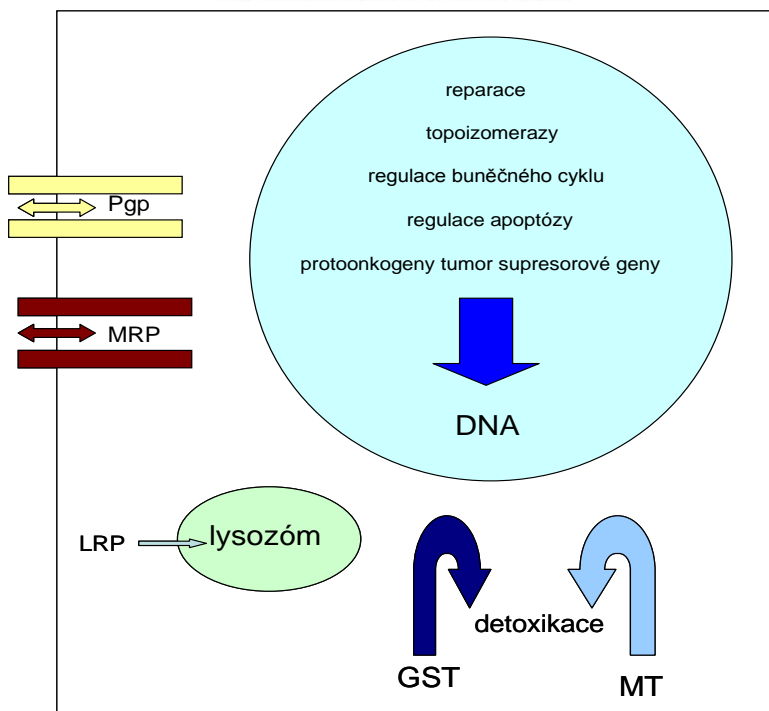 reparace
topoizomerazy
regulace buněčného cyklu
regulace apoptózy
protoonkogeny tumor supresorové geny
DNA
Pgp
MRP
LRP
lysozóm
detoxikace
GST
MT